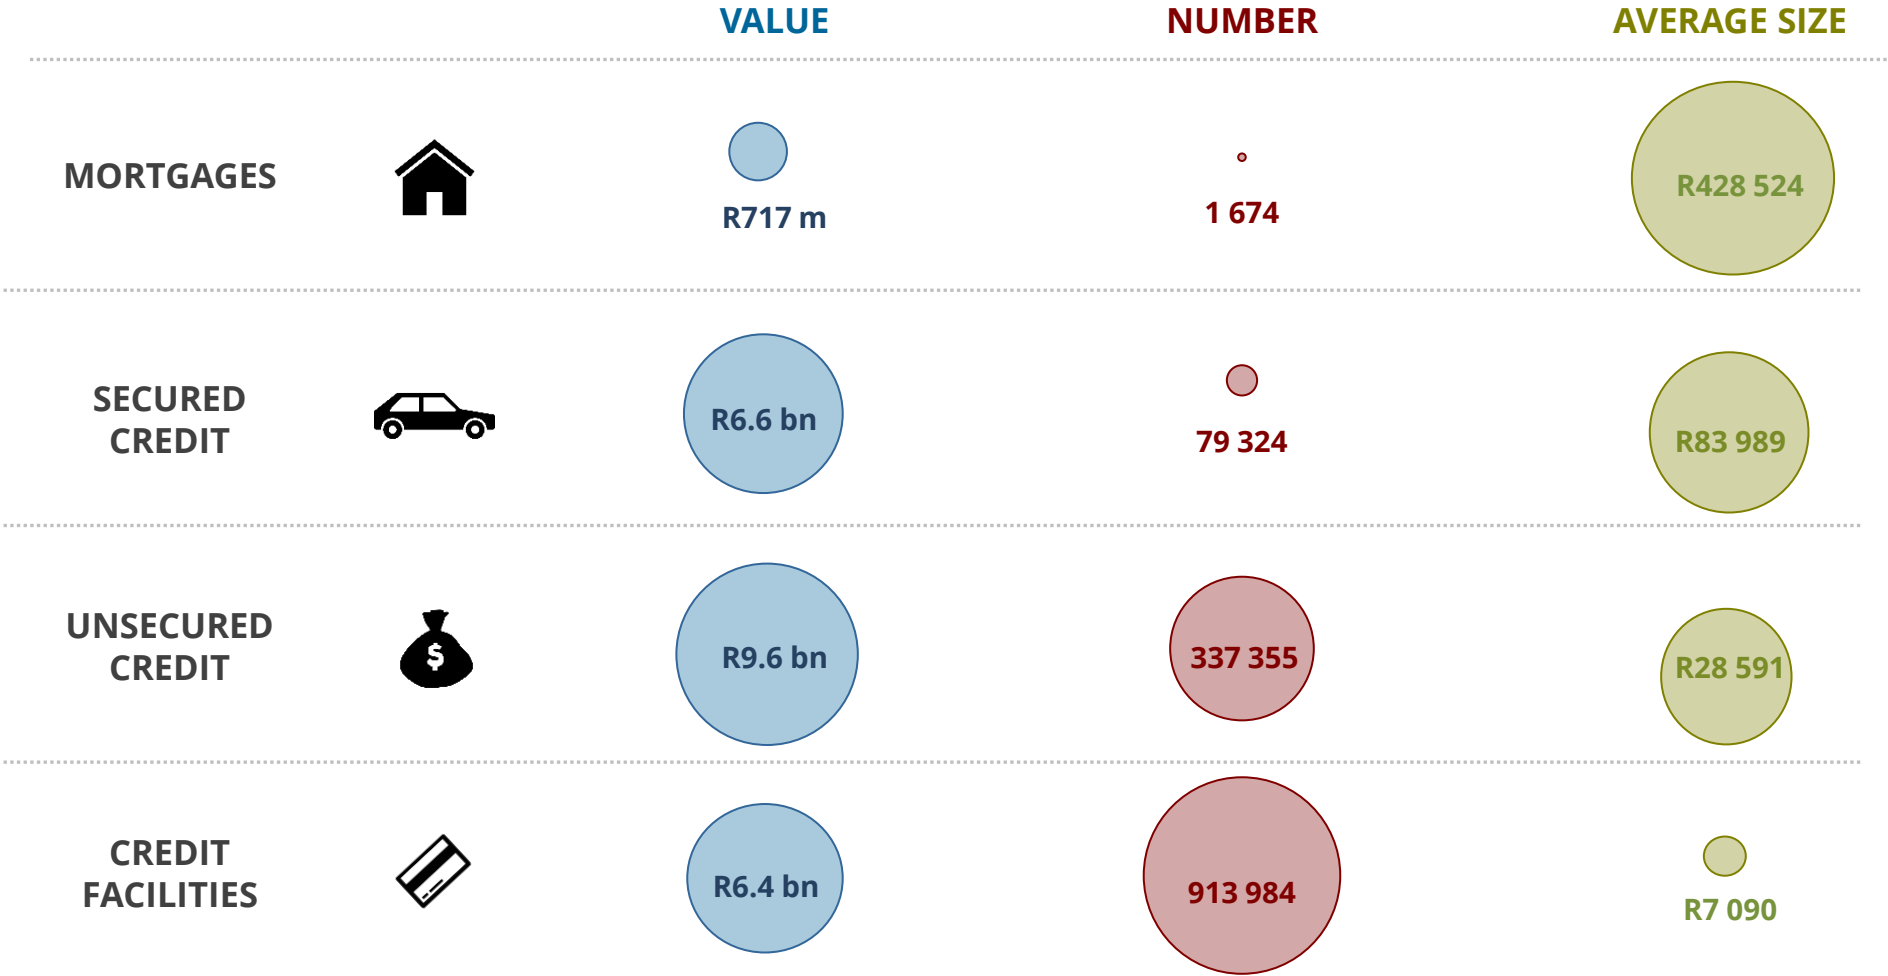 VALUE NUMBER AVERAGE SIZE
MORTGAGES
R717 m
1 674
R428 524
SECURED
CREDIT
R6.6 bn
79 324
R83 989
UNSECURED
CREDIT
$
R9.6 bn
337 355
R28 591
CREDIT
FACILITIES
R6.4 bn
913 984
R7 090